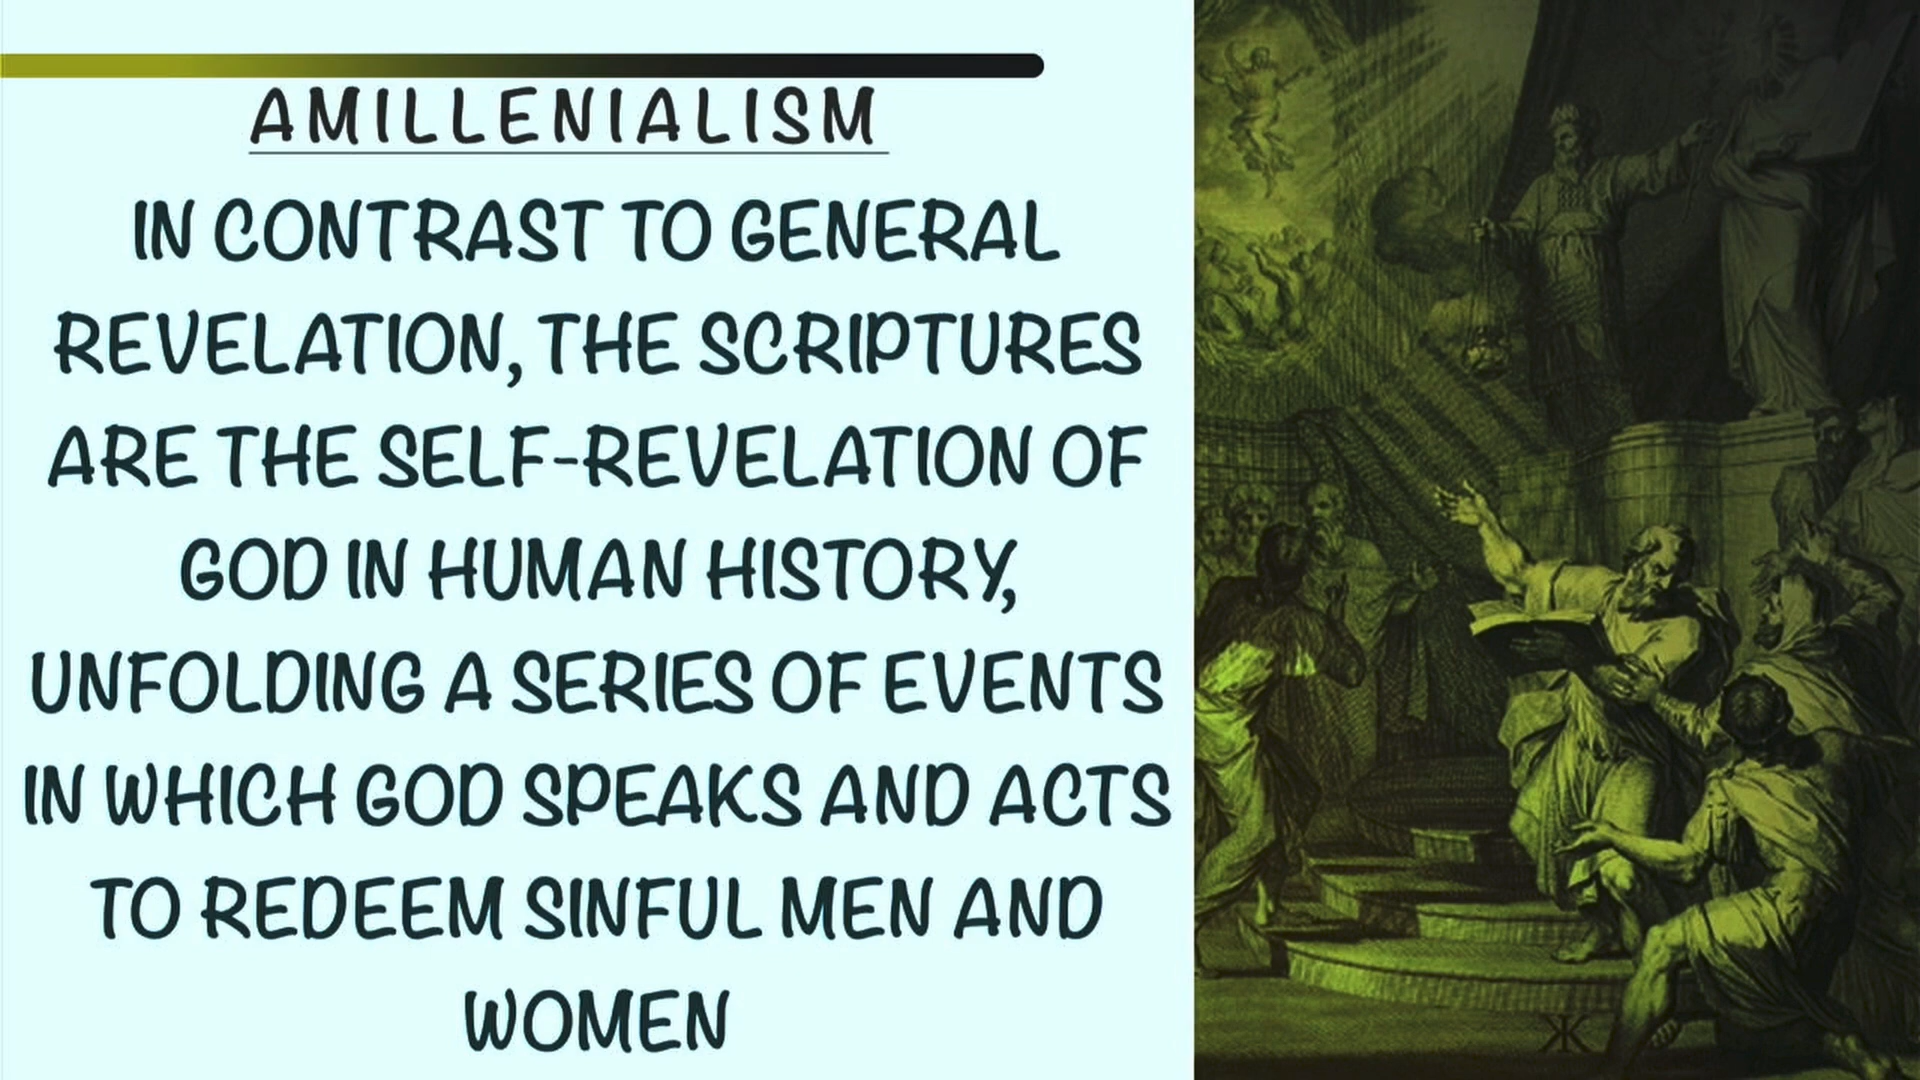 AMILLENIALISM
IN CONTRAST TO GENERAL
REVELATION, THE SCRIPTURES
ARE THE SELF-REVELATION OF
GOD IN HUMAN HISTORY,
UNFOLDING A SERIES OF EVENTS
IN WHICH GOD SPEAKS AND ACTS
TO REDEEM SINFUL MEN AND
WOMEN